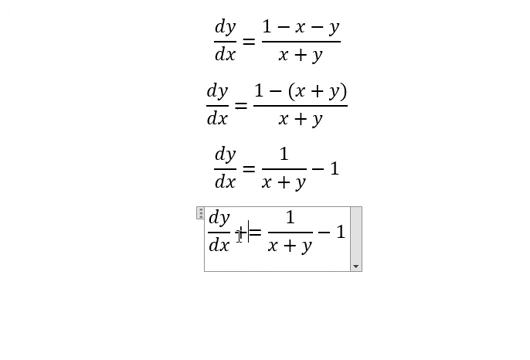 dy/dx = (1 − x − y)/(x + y)
dy/dx = (1 − (x + y))/(x + y)
dy/dx = 1/(x + y) − 1
dy/dx + = 1/(x + y) − 1